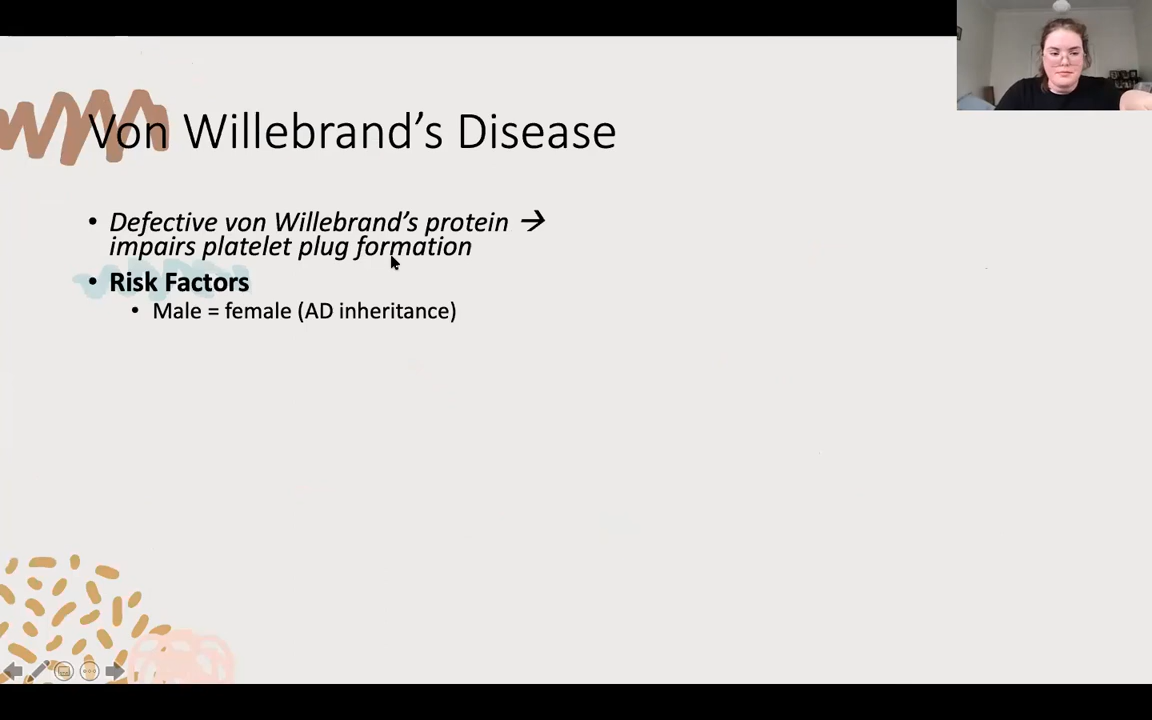 Von Willebrand's Disease
• Defective von Willebrand's protein →
impairs platelet plug formation
• Risk Factors
• Male = female (AD inheritance)